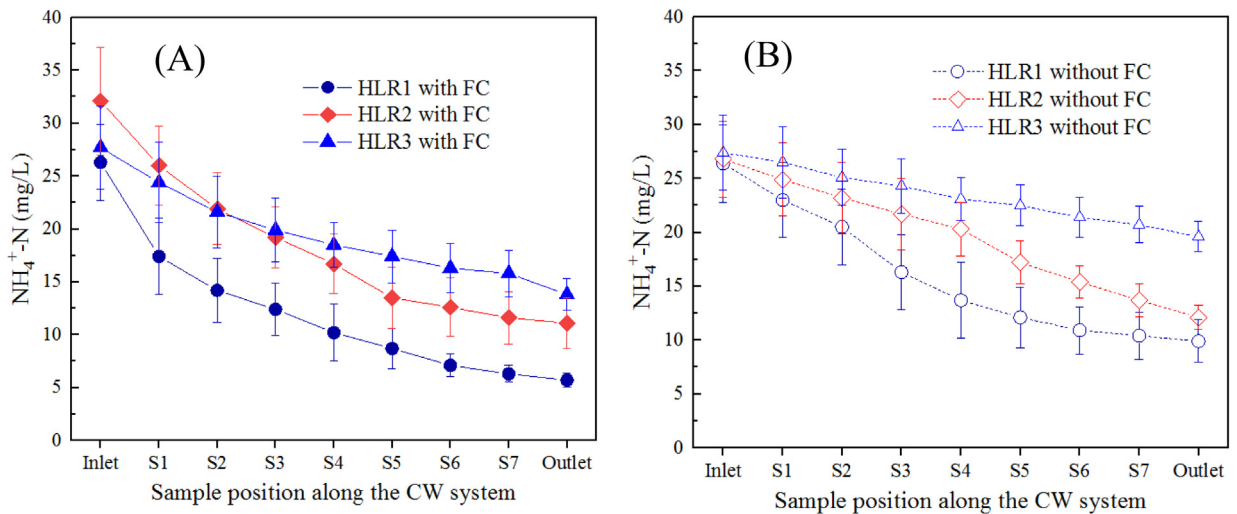 (A)
HLR1 with FC
HLR2 with FC
HLR3 with FC
40
35
30
25
20
15
10
5
0
NH₄⁺-N (mg/L)
Inlet S1 S2 S3 S4 S5 S6 S7 Outlet
Sample position along the CW system
(B)
HLR1 without FC
HLR2 without FC
HLR3 without FC
40
35
30
25
20
15
10
5
0
NH₄⁺-N (mg/L)
Inlet S1 S2 S3 S4 S5 S6 S7 Outlet
Sample position along the CW system